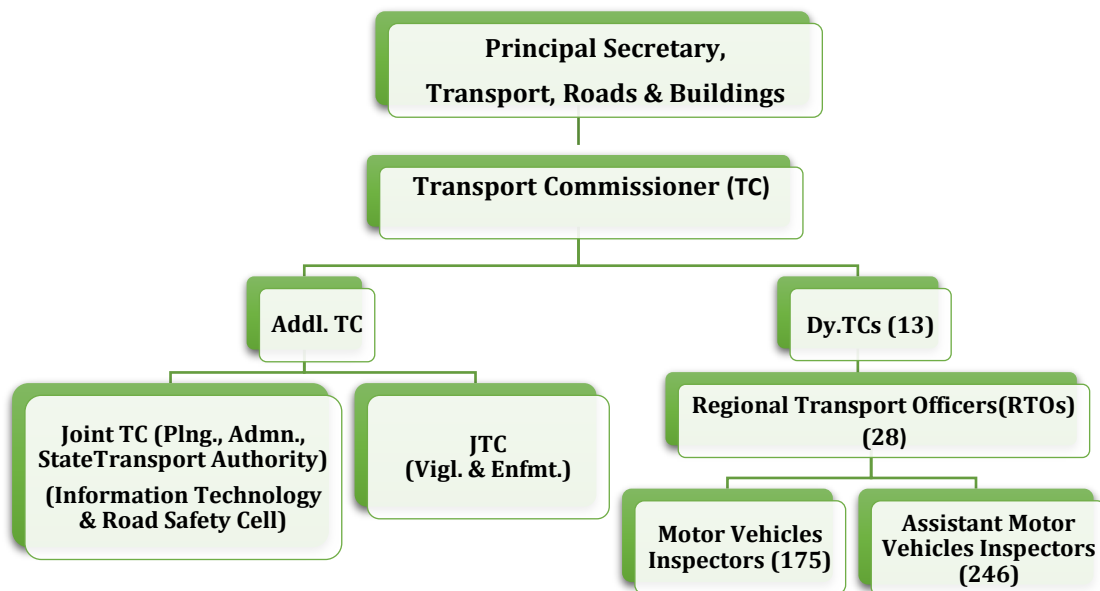 Principal Secretary,
Transport, Roads & Buildings
Transport Commissioner (TC)
Addl. TC
Dy.TCs (13)
Joint TC (Plng., Admn.,
StateTransport Authority)
(Information Technology
& Road Safety Cell)
JTC
(Vigl. & Enfmt.)
Regional Transport Officers(RTOs)
(28)
Motor Vehicles
Inspectors (175)
Assistant Motor
Vehicles Inspectors
(246)